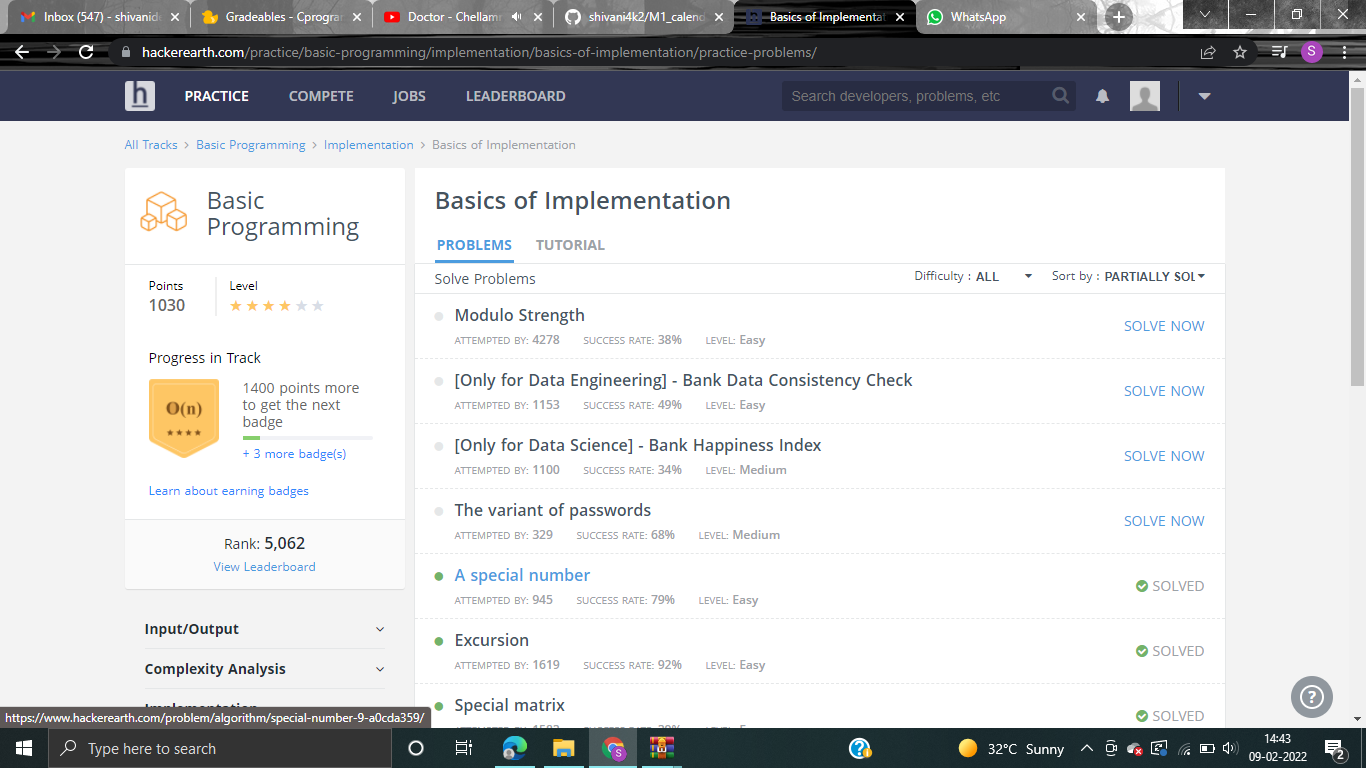 Inbox (547) - shivanid
Gradeables - Cprogra
Doctor - Chellam
shivani4k2/M1_calend
Basics of Implementat
WhatsApp
hackerearth.com/practice/basic-programming/implementation/basics-of-implementation/practice-problems/
S
h
PRACTICE
COMPETE
JOBS
LEADERBOARD
Search developers, problems, etc
All Tracks > Basic Programming > Implementation > Basics of Implementation
Basic
Programming
Points
1030
Level
Progress in Track
O(n)
1400 points more
to get the next
badge
+ 3 more badge(s)
Learn about earning badges
Rank: 5,062
View Leaderboard
Input/Output
Complexity Analysis
Implementation
Basics of Implementation
PROBLEMS
TUTORIAL
Solve Problems
Difficulty : ALL
Sort by : PARTIALLY SOL
Modulo Strength
ATTEMPTED BY: 4278 SUCCESS RATE: 38% LEVEL: Easy
SOLVE NOW
[Only for Data Engineering] - Bank Data Consistency Check
ATTEMPTED BY: 1153 SUCCESS RATE: 49% LEVEL: Easy
SOLVE NOW
[Only for Data Science] - Bank Happiness Index
ATTEMPTED BY: 1100 SUCCESS RATE: 34% LEVEL: Medium
SOLVE NOW
The variant of passwords
ATTEMPTED BY: 329 SUCCESS RATE: 68% LEVEL: Medium
SOLVE NOW
A special number
ATTEMPTED BY: 945 SUCCESS RATE: 79% LEVEL: Easy
SOLVED
Excursion
ATTEMPTED BY: 1619 SUCCESS RATE: 92% LEVEL: Easy
SOLVED
Special matrix
SOLVED
https://www.hackerearth.com/problem/algorithm/special-number-9-a0cda359/
Type here to search
32°C Sunny
14:43
09-02-2022
2